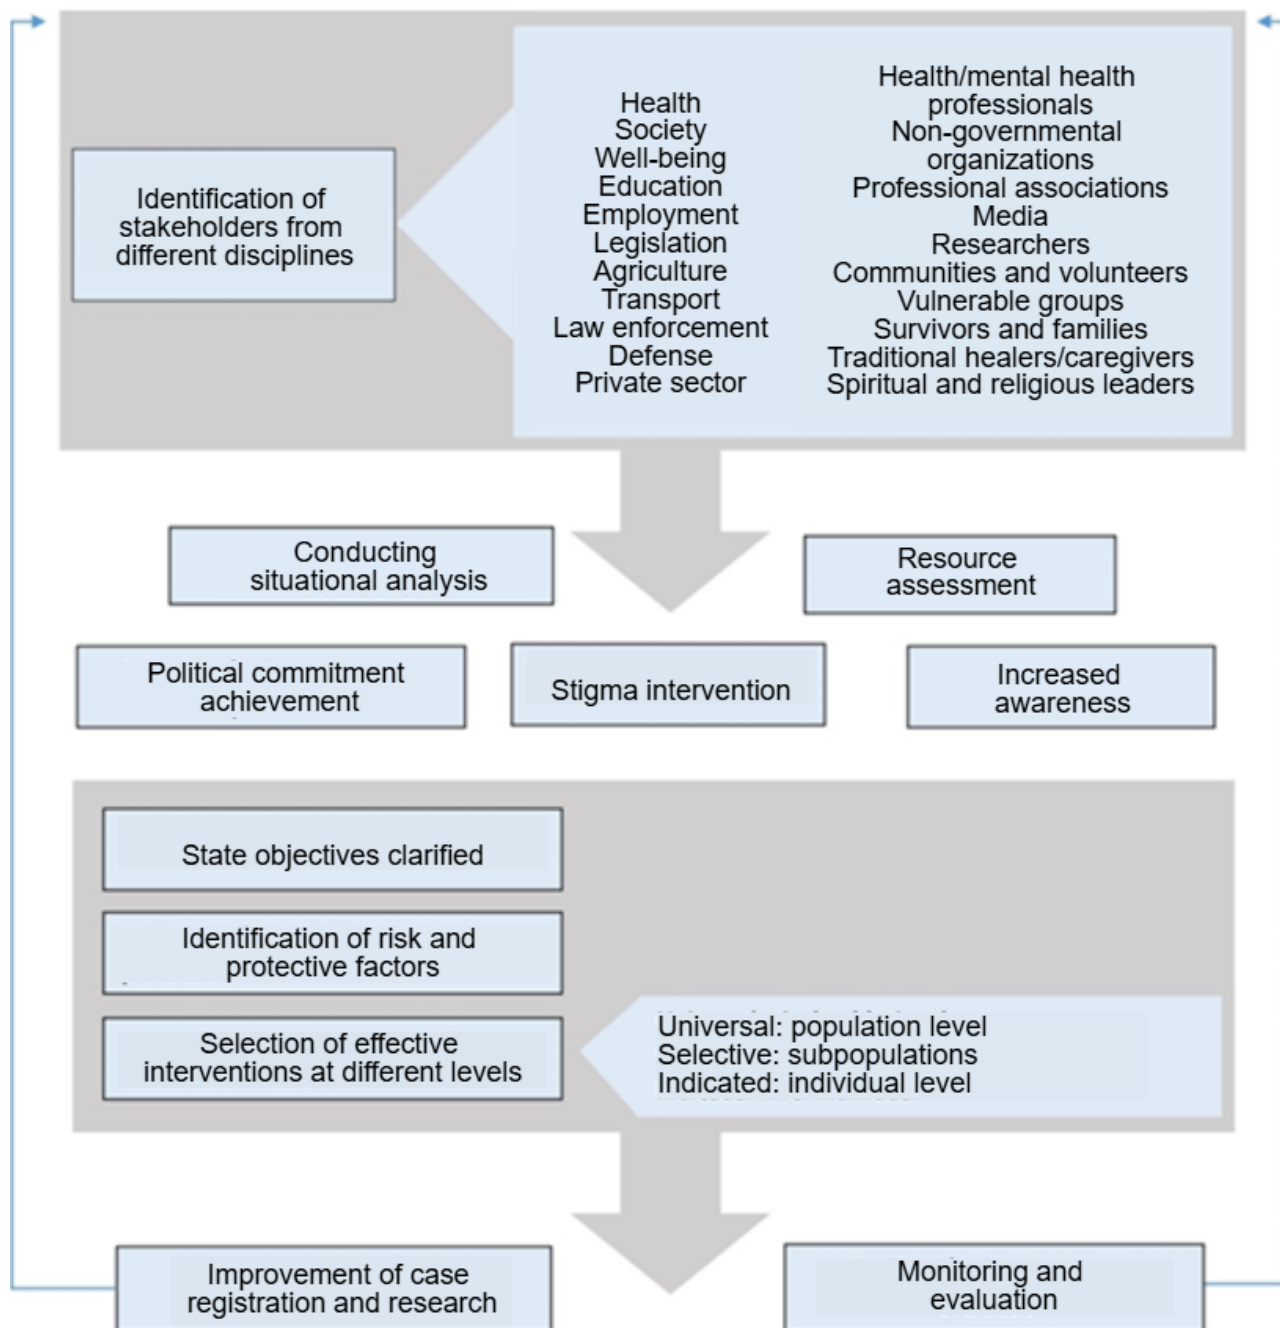 Identification of
stakeholders from
different disciplines
Health
Society
Well-being
Education
Employment
Legislation
Agriculture
Transport
Law enforcement
Defense
Private sector
Health/mental health
professionals
Non-governmental
organizations
Professional associations
Media
Researchers
Communities and volunteers
Vulnerable groups
Survivors and families
Traditional healers/caregivers
Spiritual and religious leaders
Conducting
situational analysis
Resource
assessment
Political commitment
achievement
Stigma intervention
Increased
awareness
State objectives clarified
Identification of risk and
protective factors
Selection of effective
interventions at different levels
Universal: population level
Selective: subpopulations
Indicated: individual level
Improvement of case
registration and research
Monitoring and
evaluation